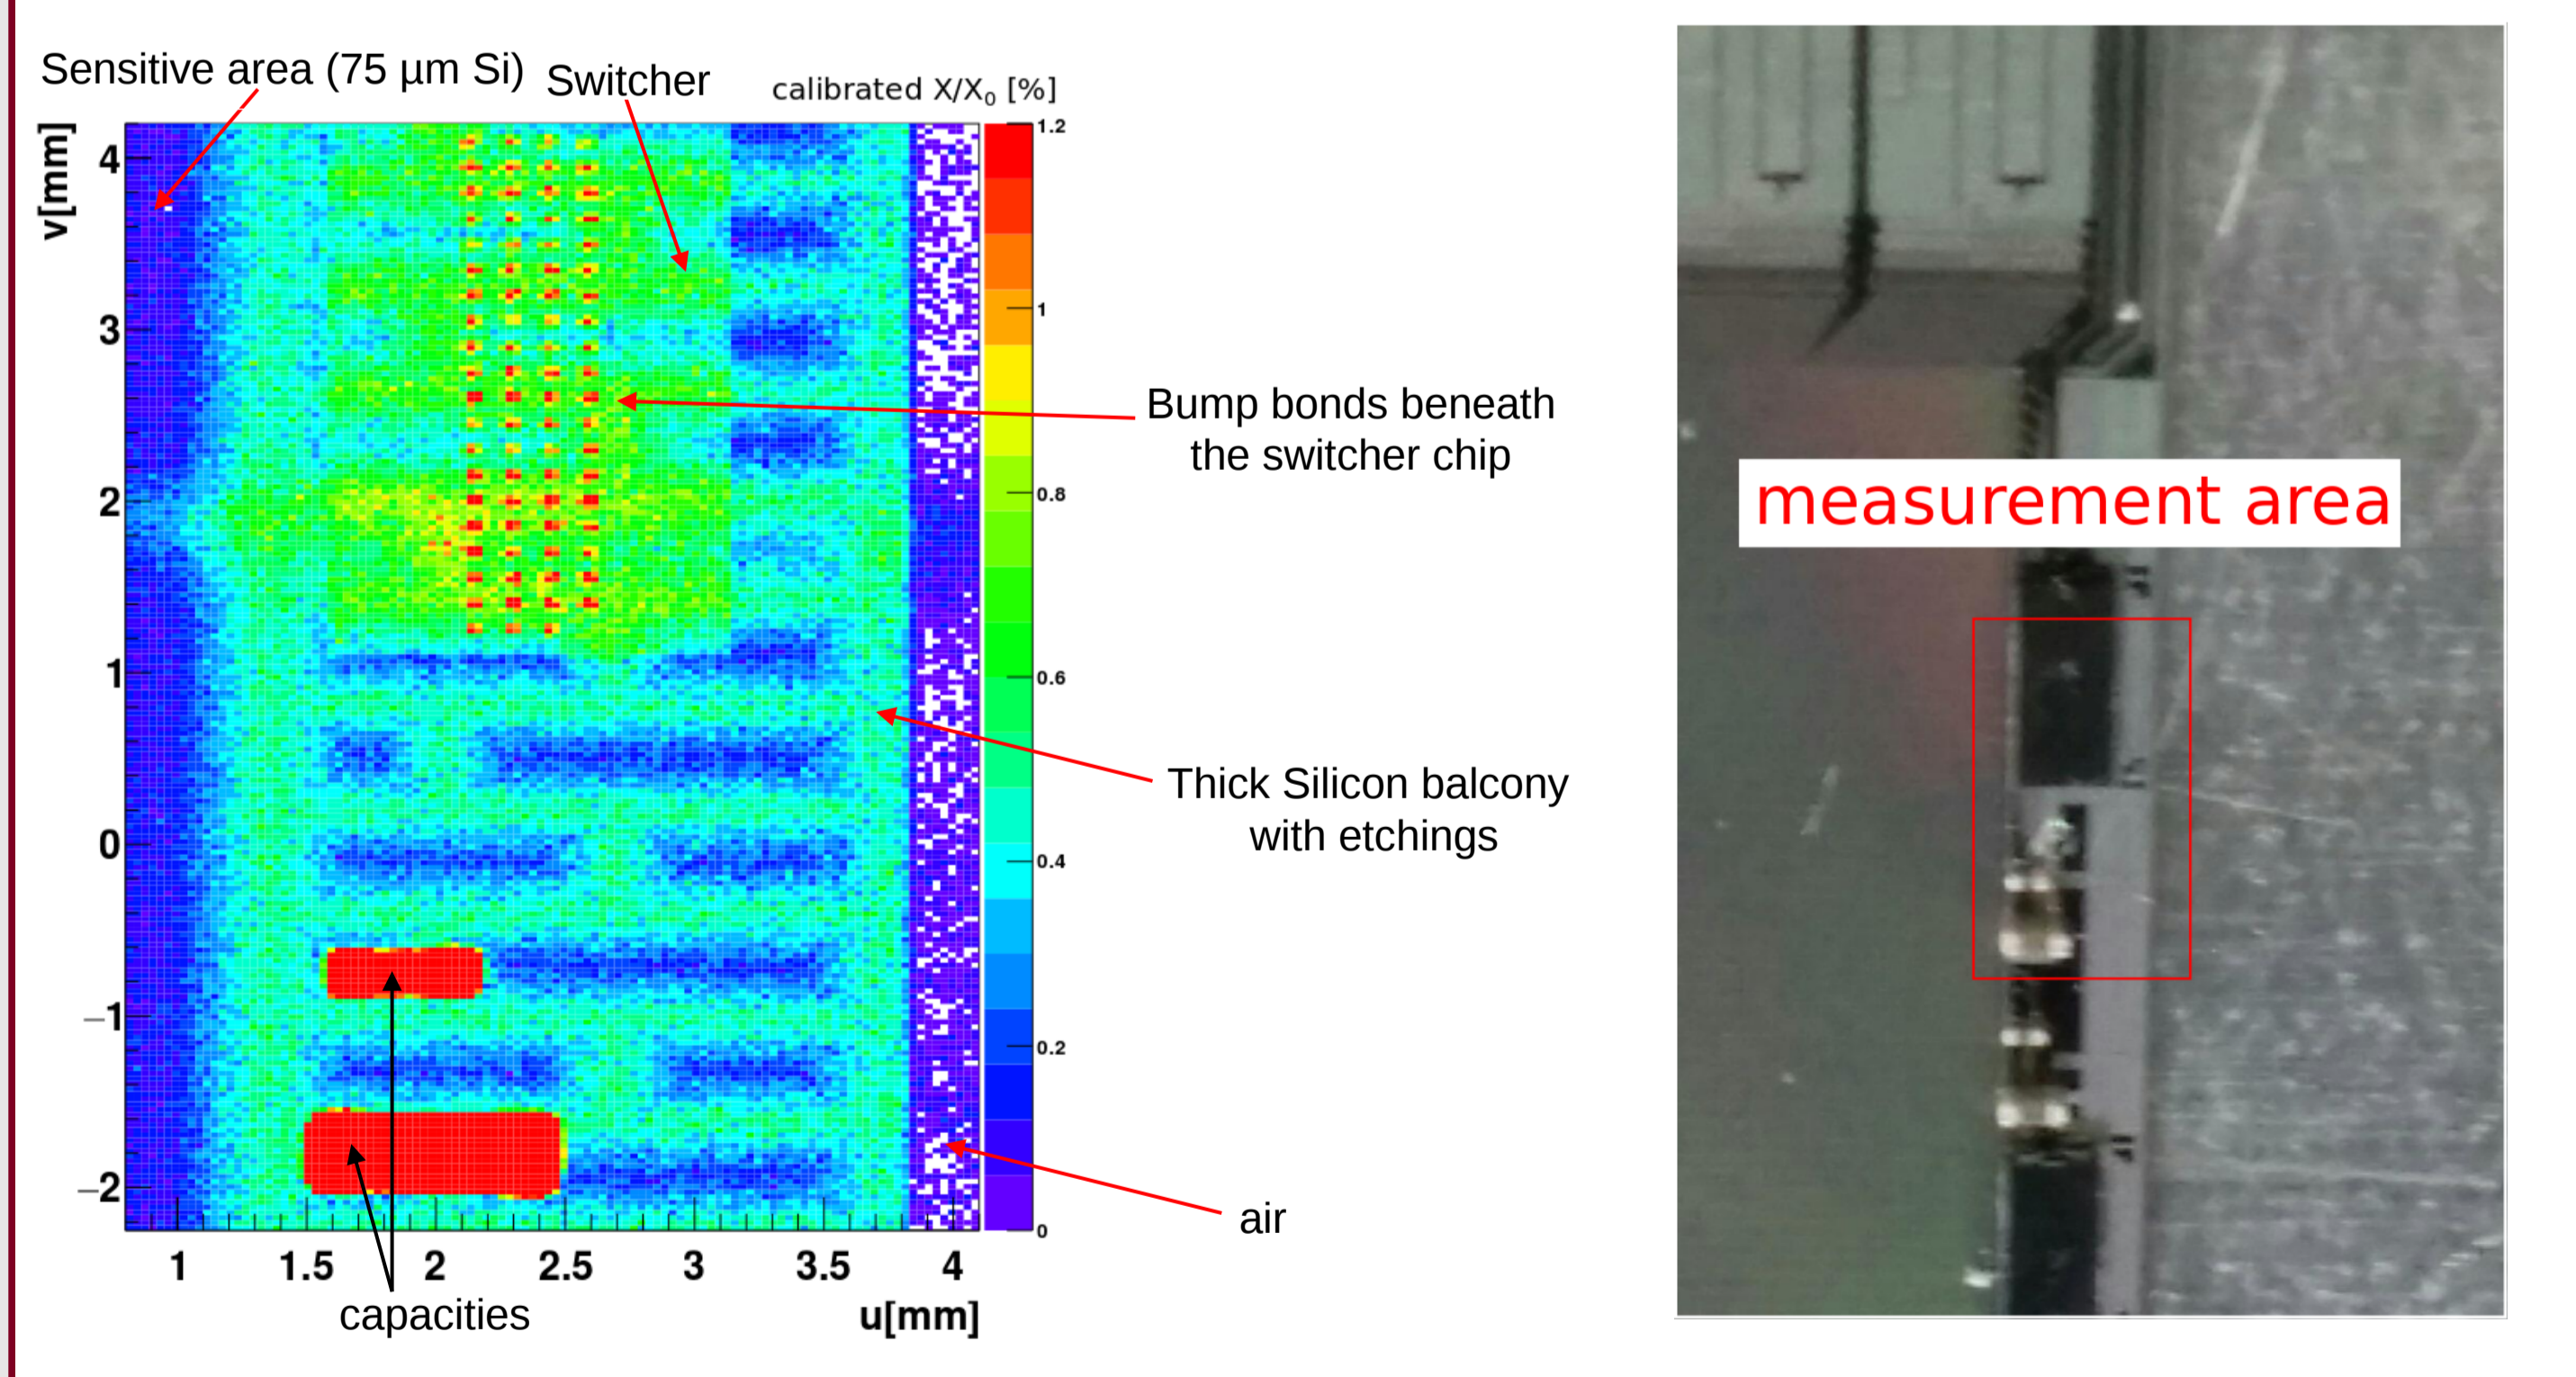 Sensitive area (75 µm Si)
Switcher
calibrated X/X0 [%]
v[mm]
4
3
2
1
0
−1
−2
1.2
1
0.8
0.6
0.4
0.2
0
1 1.5 2 2.5 3 3.5 4
u[mm]
Bump bonds beneath
the switcher chip
Thick Silicon balcony
with etchings
air
capacities
measurement area